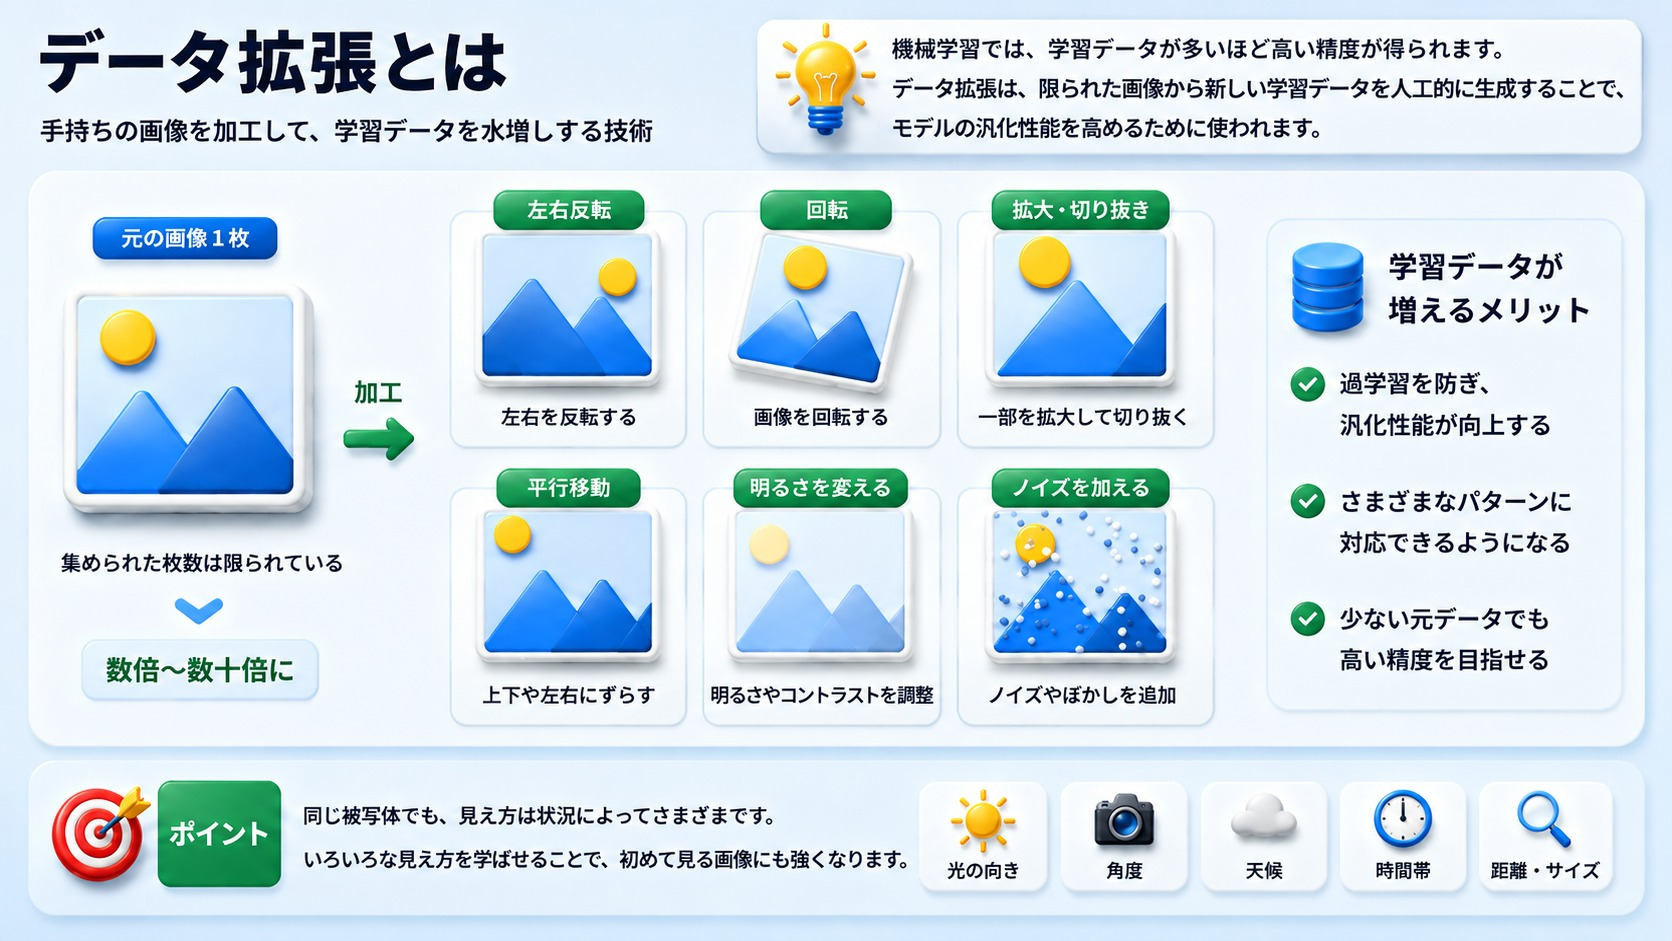 データ拡張とは
手持ちの画像を加工して、学習データを水増しする技術
機械学習では、学習データが多いほど高い精度が得られます。
データ拡張は、限られた画像から新しい学習データを人工的に生成することで、
モデルの汎化性能を高めるために使われます。
元の画像1枚
集められた枚数は限られている
数倍〜数十倍に
加工
左右反転
左右を反転する
回転
画像を回転する
拡大・切り抜き
一部を拡大して切り抜く
平行移動
上下や左右にずらす
明るさを変える
明るさやコントラストを調整
ノイズを加える
ノイズやぼかしを追加
学習データが
増えるメリット
過学習を防ぎ、
汎化性能が向上する
さまざまなパターンに
対応できるようになる
少ない元データでも
高い精度を目指せる
ポイント
同じ被写体でも、見え方は状況によってさまざまです。
いろいろな見え方を学ばせることで、初めて見る画像にも強くなります。
光の向き
角度
天候
時間帯
距離・サイズ